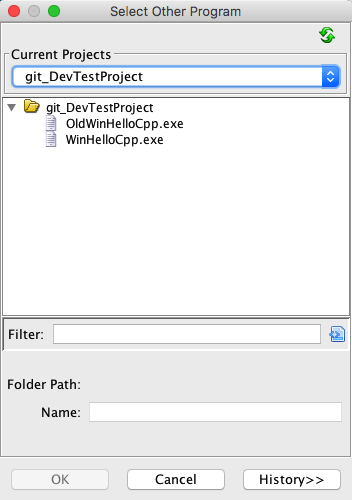 Select Other Program
Current Projects
git_DevTestProject
git_DevTestProject
OldWinHelloCpp.exe
WinHelloCpp.exe
Filter:
Folder Path:
Name:
OK
Cancel
History>>